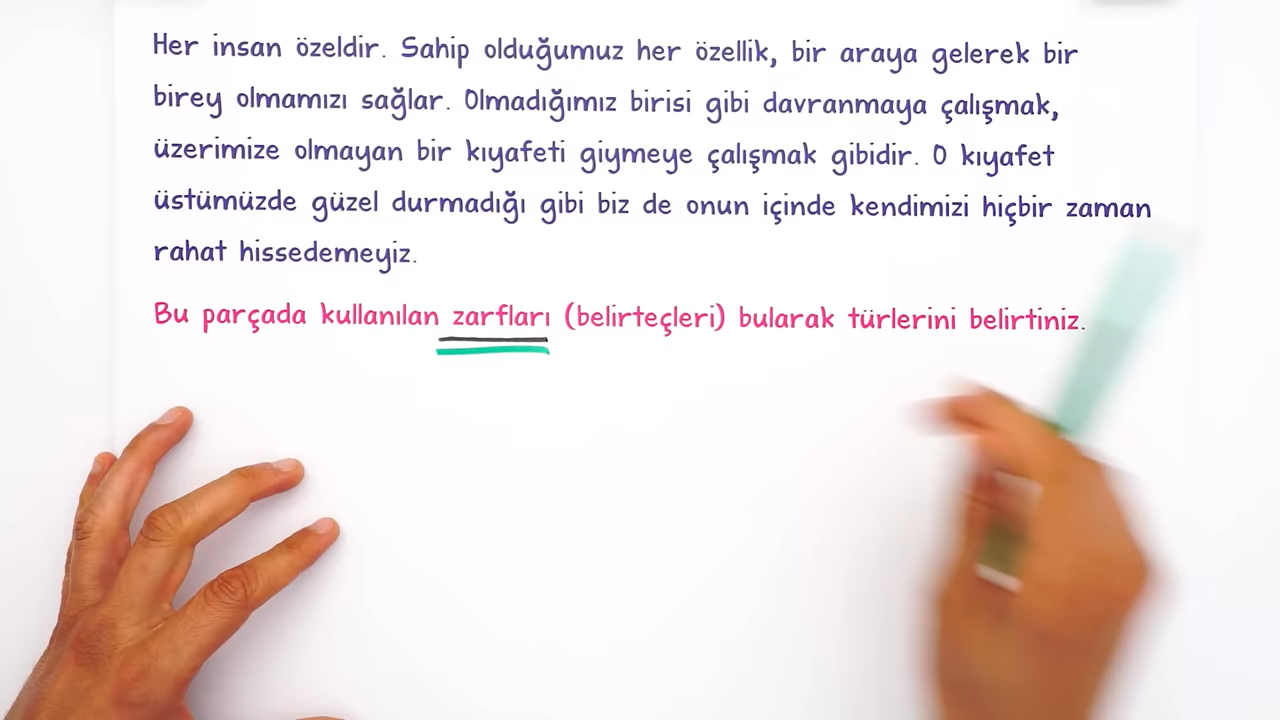 Her insan özeldir. Sahip olduğumuz her özellik, bir araya gelerek bir
birey olmamızı sağlar. Olmadığımız birisi gibi davranmaya çalışmak,
üzerimize olmayan bir kıyafeti giymeye çalışmak gibidir. O kıyafet
üstümüzde güzel durmadığı gibi biz de onun içinde kendimizi hiçbir zaman
rahat hissedemeyiz.
Bu parçada kullanılan zarfları (belirteçleri) bularak türlerini belirtiniz.